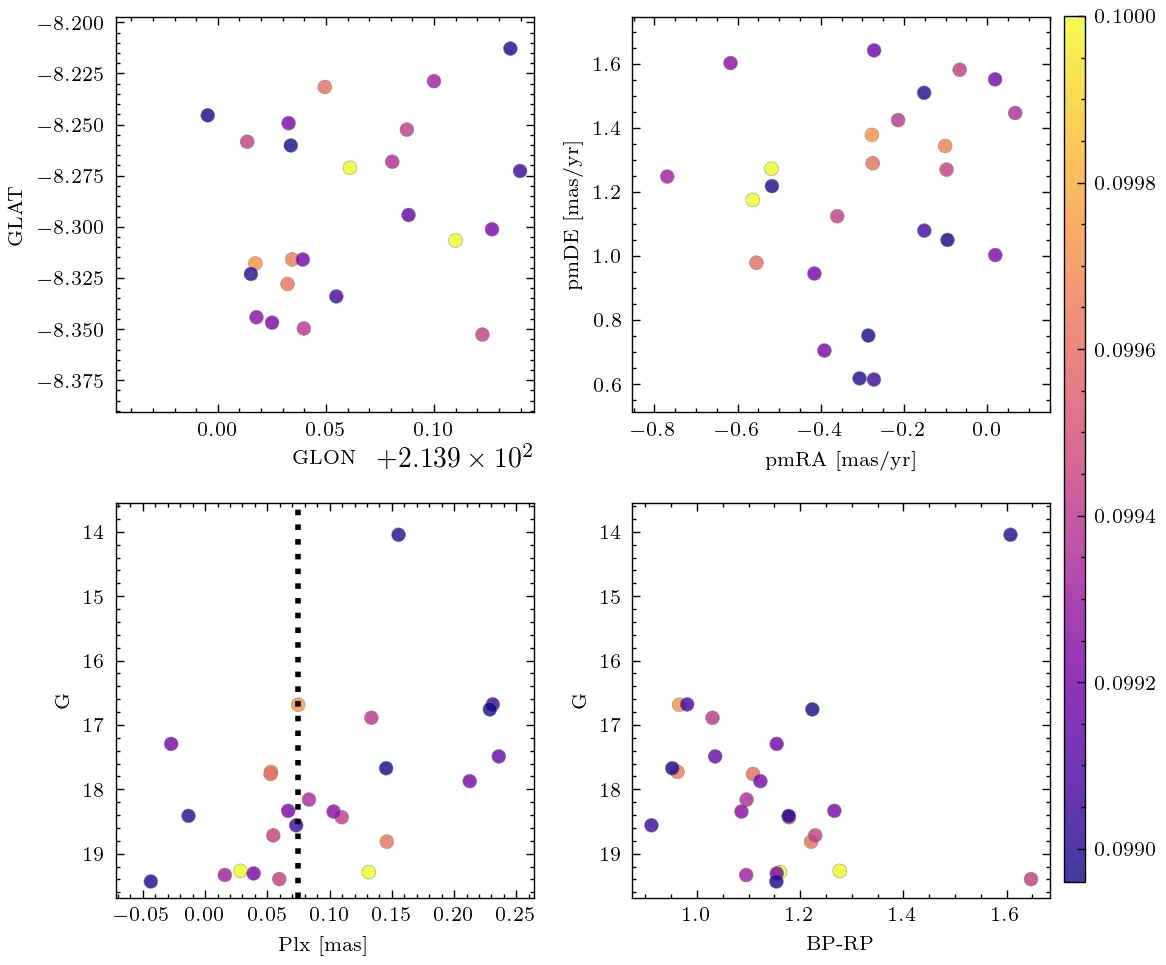 GLAT
−8.200
−8.225
−8.250
−8.275
−8.300
−8.325
−8.350
−8.375
0.00 0.05 0.10
GLON +2.139 × 10²
pmDE [mas/yr]
1.6
1.4
1.2
1.0
0.8
0.6
−0.8 −0.6 −0.4 −0.2 0.0
pmRA [mas/yr]
0.1000
0.0998
0.0996
0.0994
0.0992
0.0990
G
14
15
16
17
18
19
−0.05 0.00 0.05 0.10 0.15 0.20 0.25
Plx [mas]
G
14
15
16
17
18
19
1.0 1.2 1.4 1.6
BP-RP